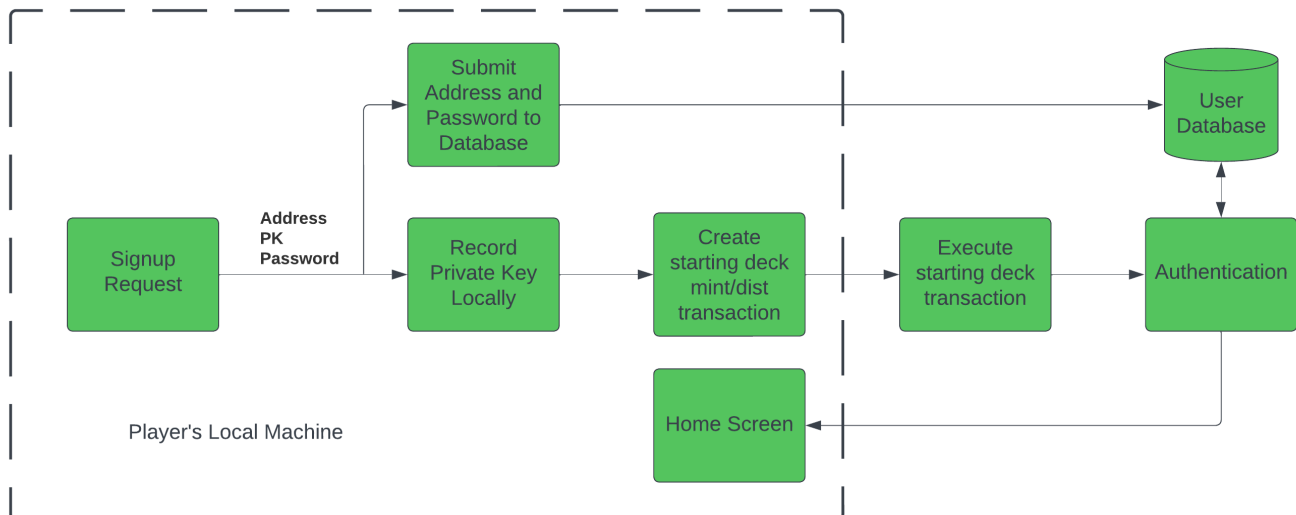 Submit
Address and
Password to
Database
User
Database
Address
PK
Password
Signup
Request
Record
Private Key
Locally
Create
starting deck
mint/dist
transaction
Execute
starting deck
transaction
Authentication
Home Screen
Player's Local Machine